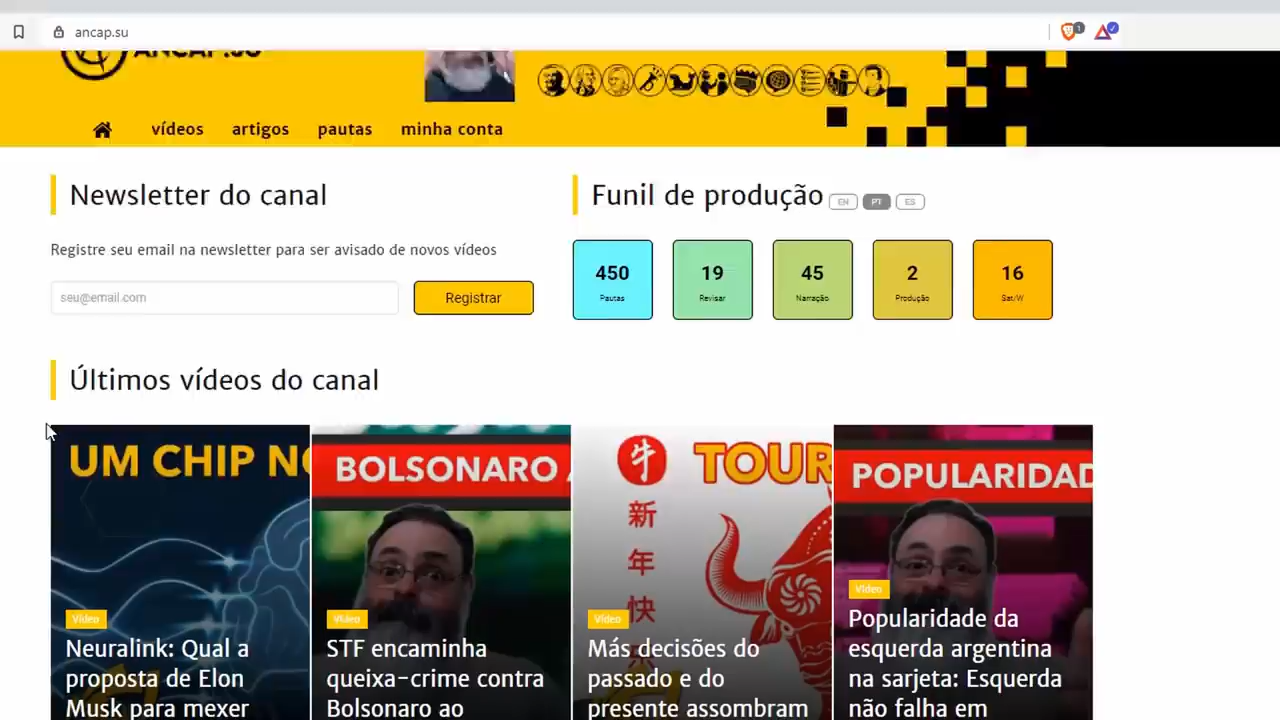 ancap.su
1
ANCAP.SU
vídeos artigos pautas minha conta
Newsletter do canal
Registre seu email na newsletter para ser avisado de novos vídeos
seu@email.com
Registrar
Funil de produção EN PT ES
450 19 45 2 16
Pautas Revisar Narração Produção Sat/W
Últimos vídeos do canal
UM CHIP NO
Vídeo
Neuralink: Qual a
proposta de Elon
Musk para mexer
BOLSONARO
Vídeo
STF encaminha
queixa-crime contra
Bolsonaro ao
牛
TOUR
新
年
快
Vídeo
Más decisões do
passado e do
presente assombram
POPULARIDAD
Vídeo
Popularidade da
esquerda argentina
na sarjeta: Esquerda
não falha em